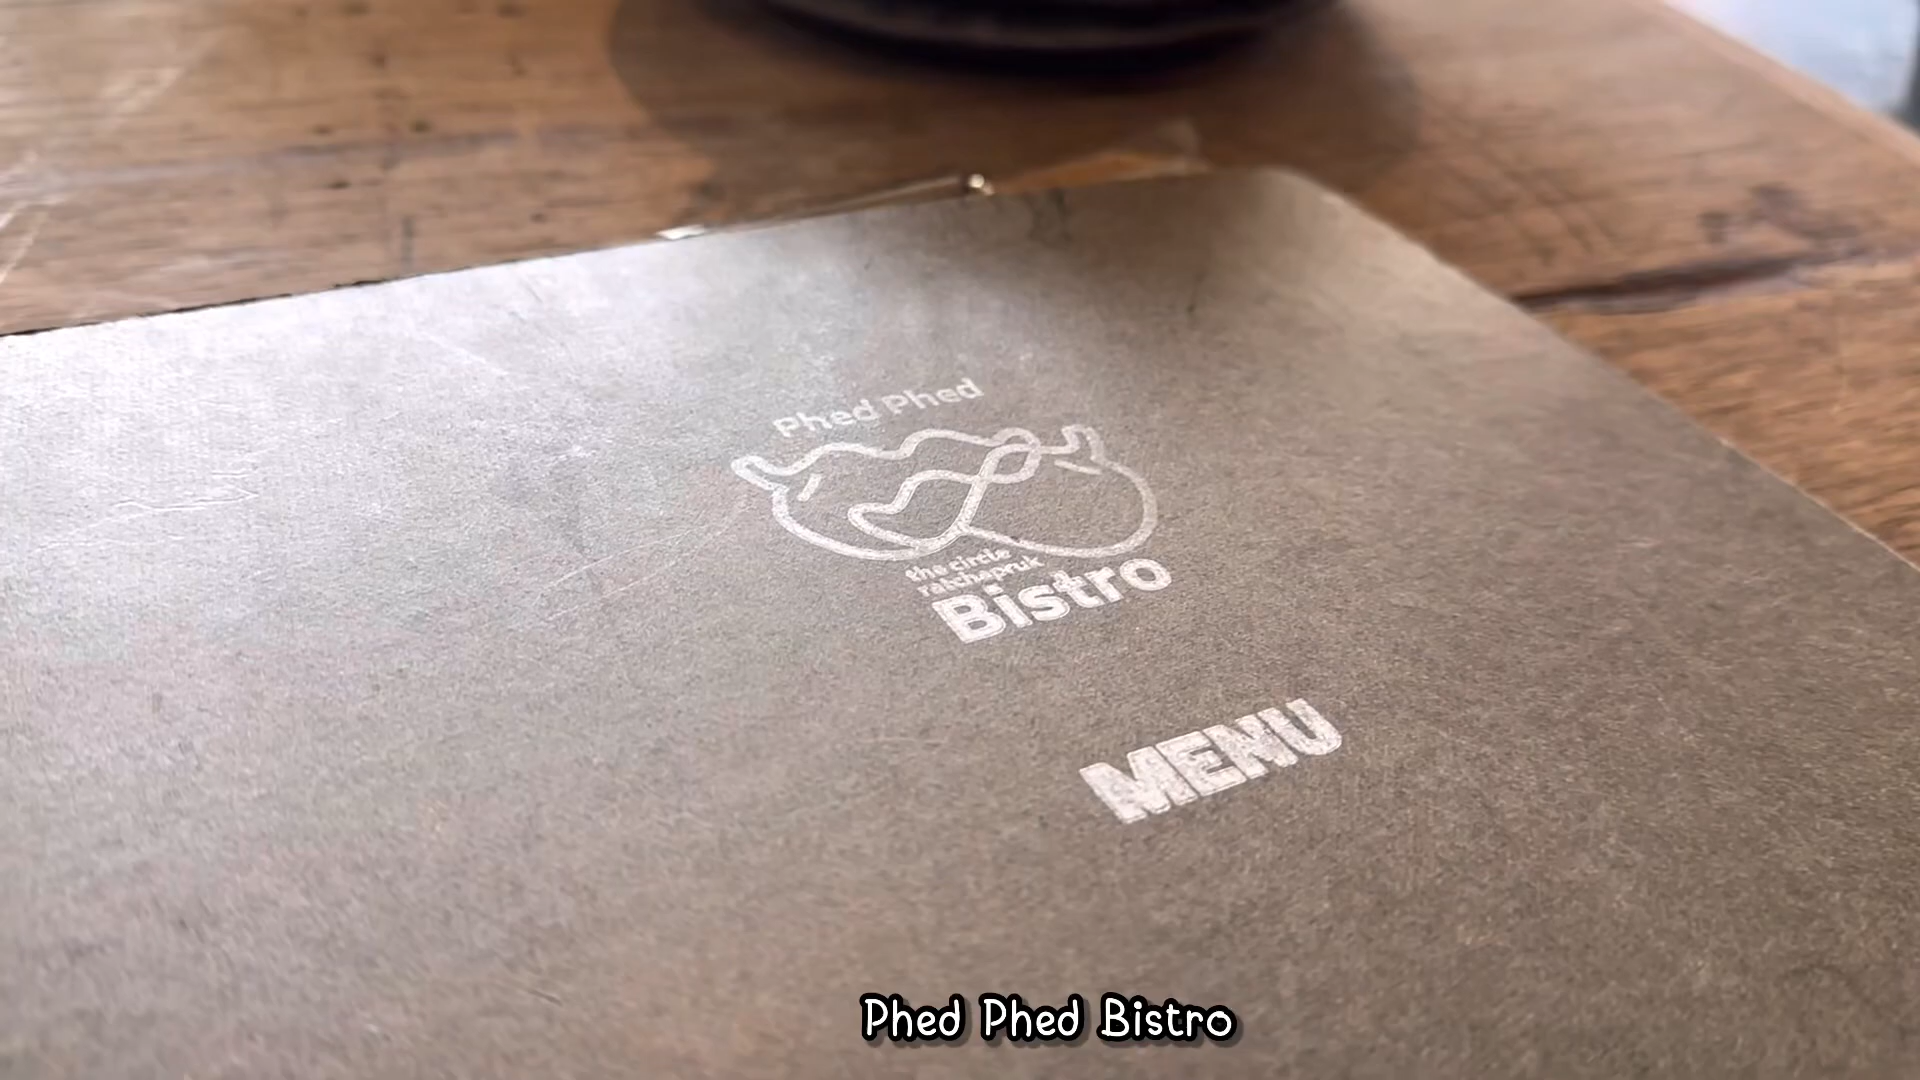 Phed Phed
the circle
ratchapruk
Bistro
MENU
Phed Phed Bistro